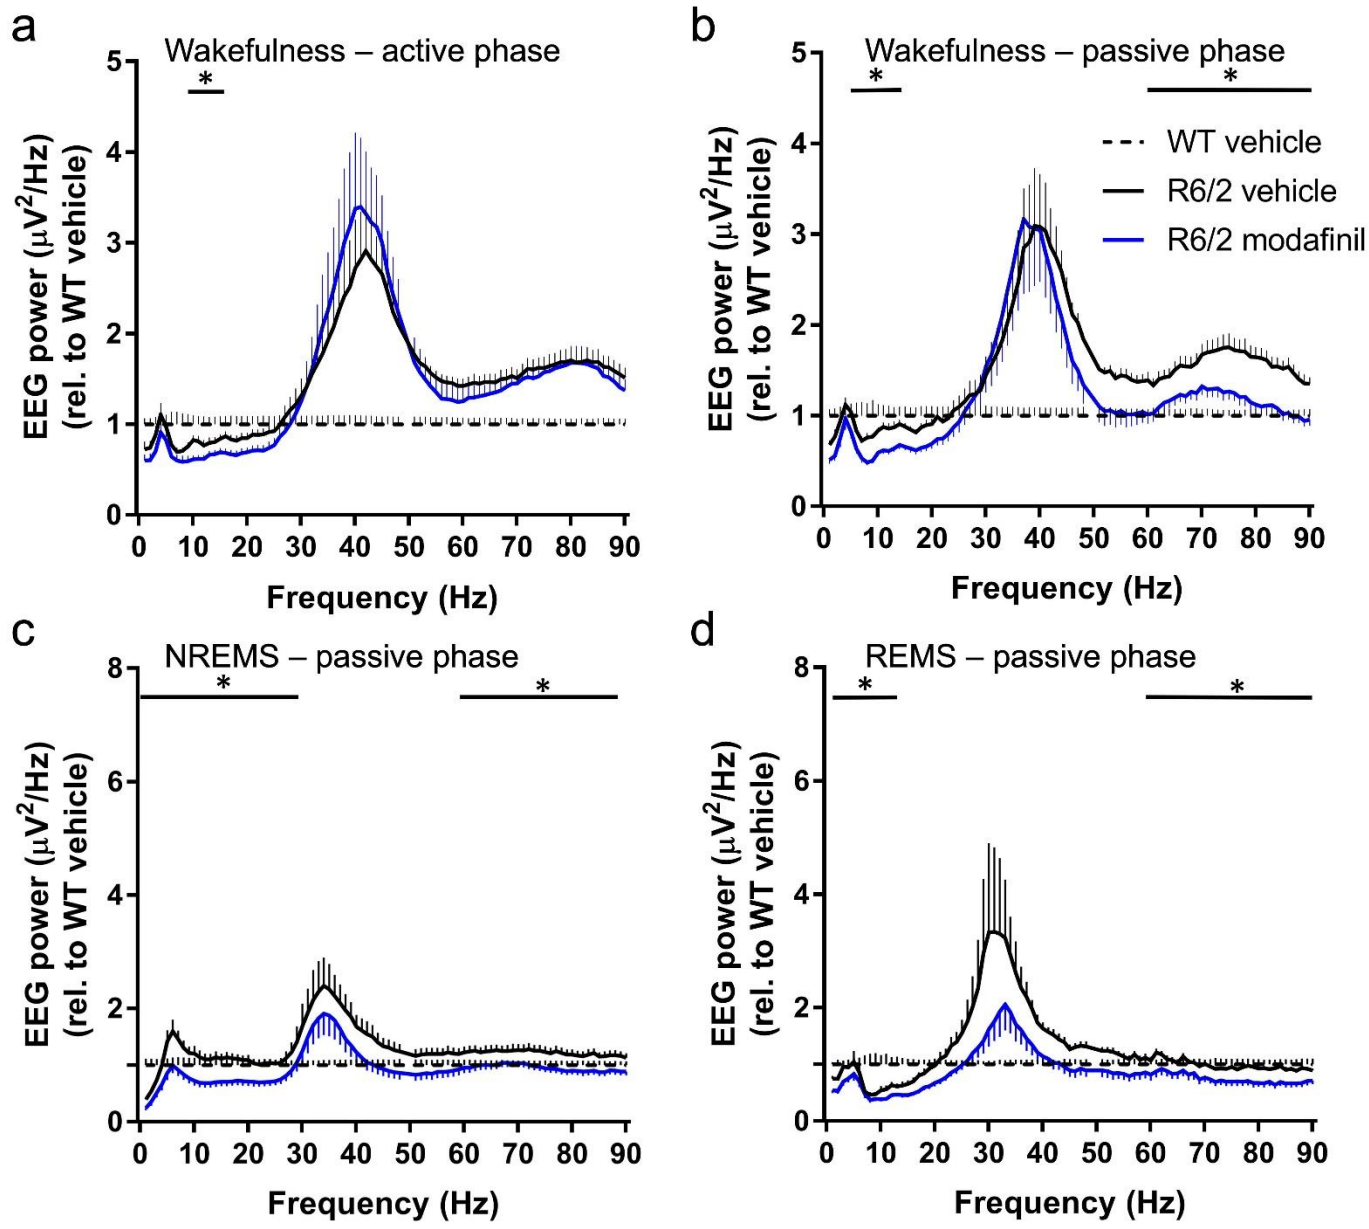 a
Wakefulness – active phase
*
EEG power (μV²/Hz)
(rel. to WT vehicle)
5
4
3
2
1
0
0 10 20 30 40 50 60 70 80 90
Frequency (Hz)
b
Wakefulness – passive phase
* *
EEG power (μV²/Hz)
(rel. to WT vehicle)
5
4
3
2
1
0
WT vehicle
R6/2 vehicle
R6/2 modafinil
0 10 20 30 40 50 60 70 80 90
Frequency (Hz)
c
NREMS – passive phase
* *
EEG power (μV²/Hz)
(rel. to WT vehicle)
8
6
4
2
0
0 10 20 30 40 50 60 70 80 90
Frequency (Hz)
d
REMS – passive phase
* *
EEG power (μV²/Hz)
(rel. to WT vehicle)
8
6
4
2
0
0 10 20 30 40 50 60 70 80 90
Frequency (Hz)